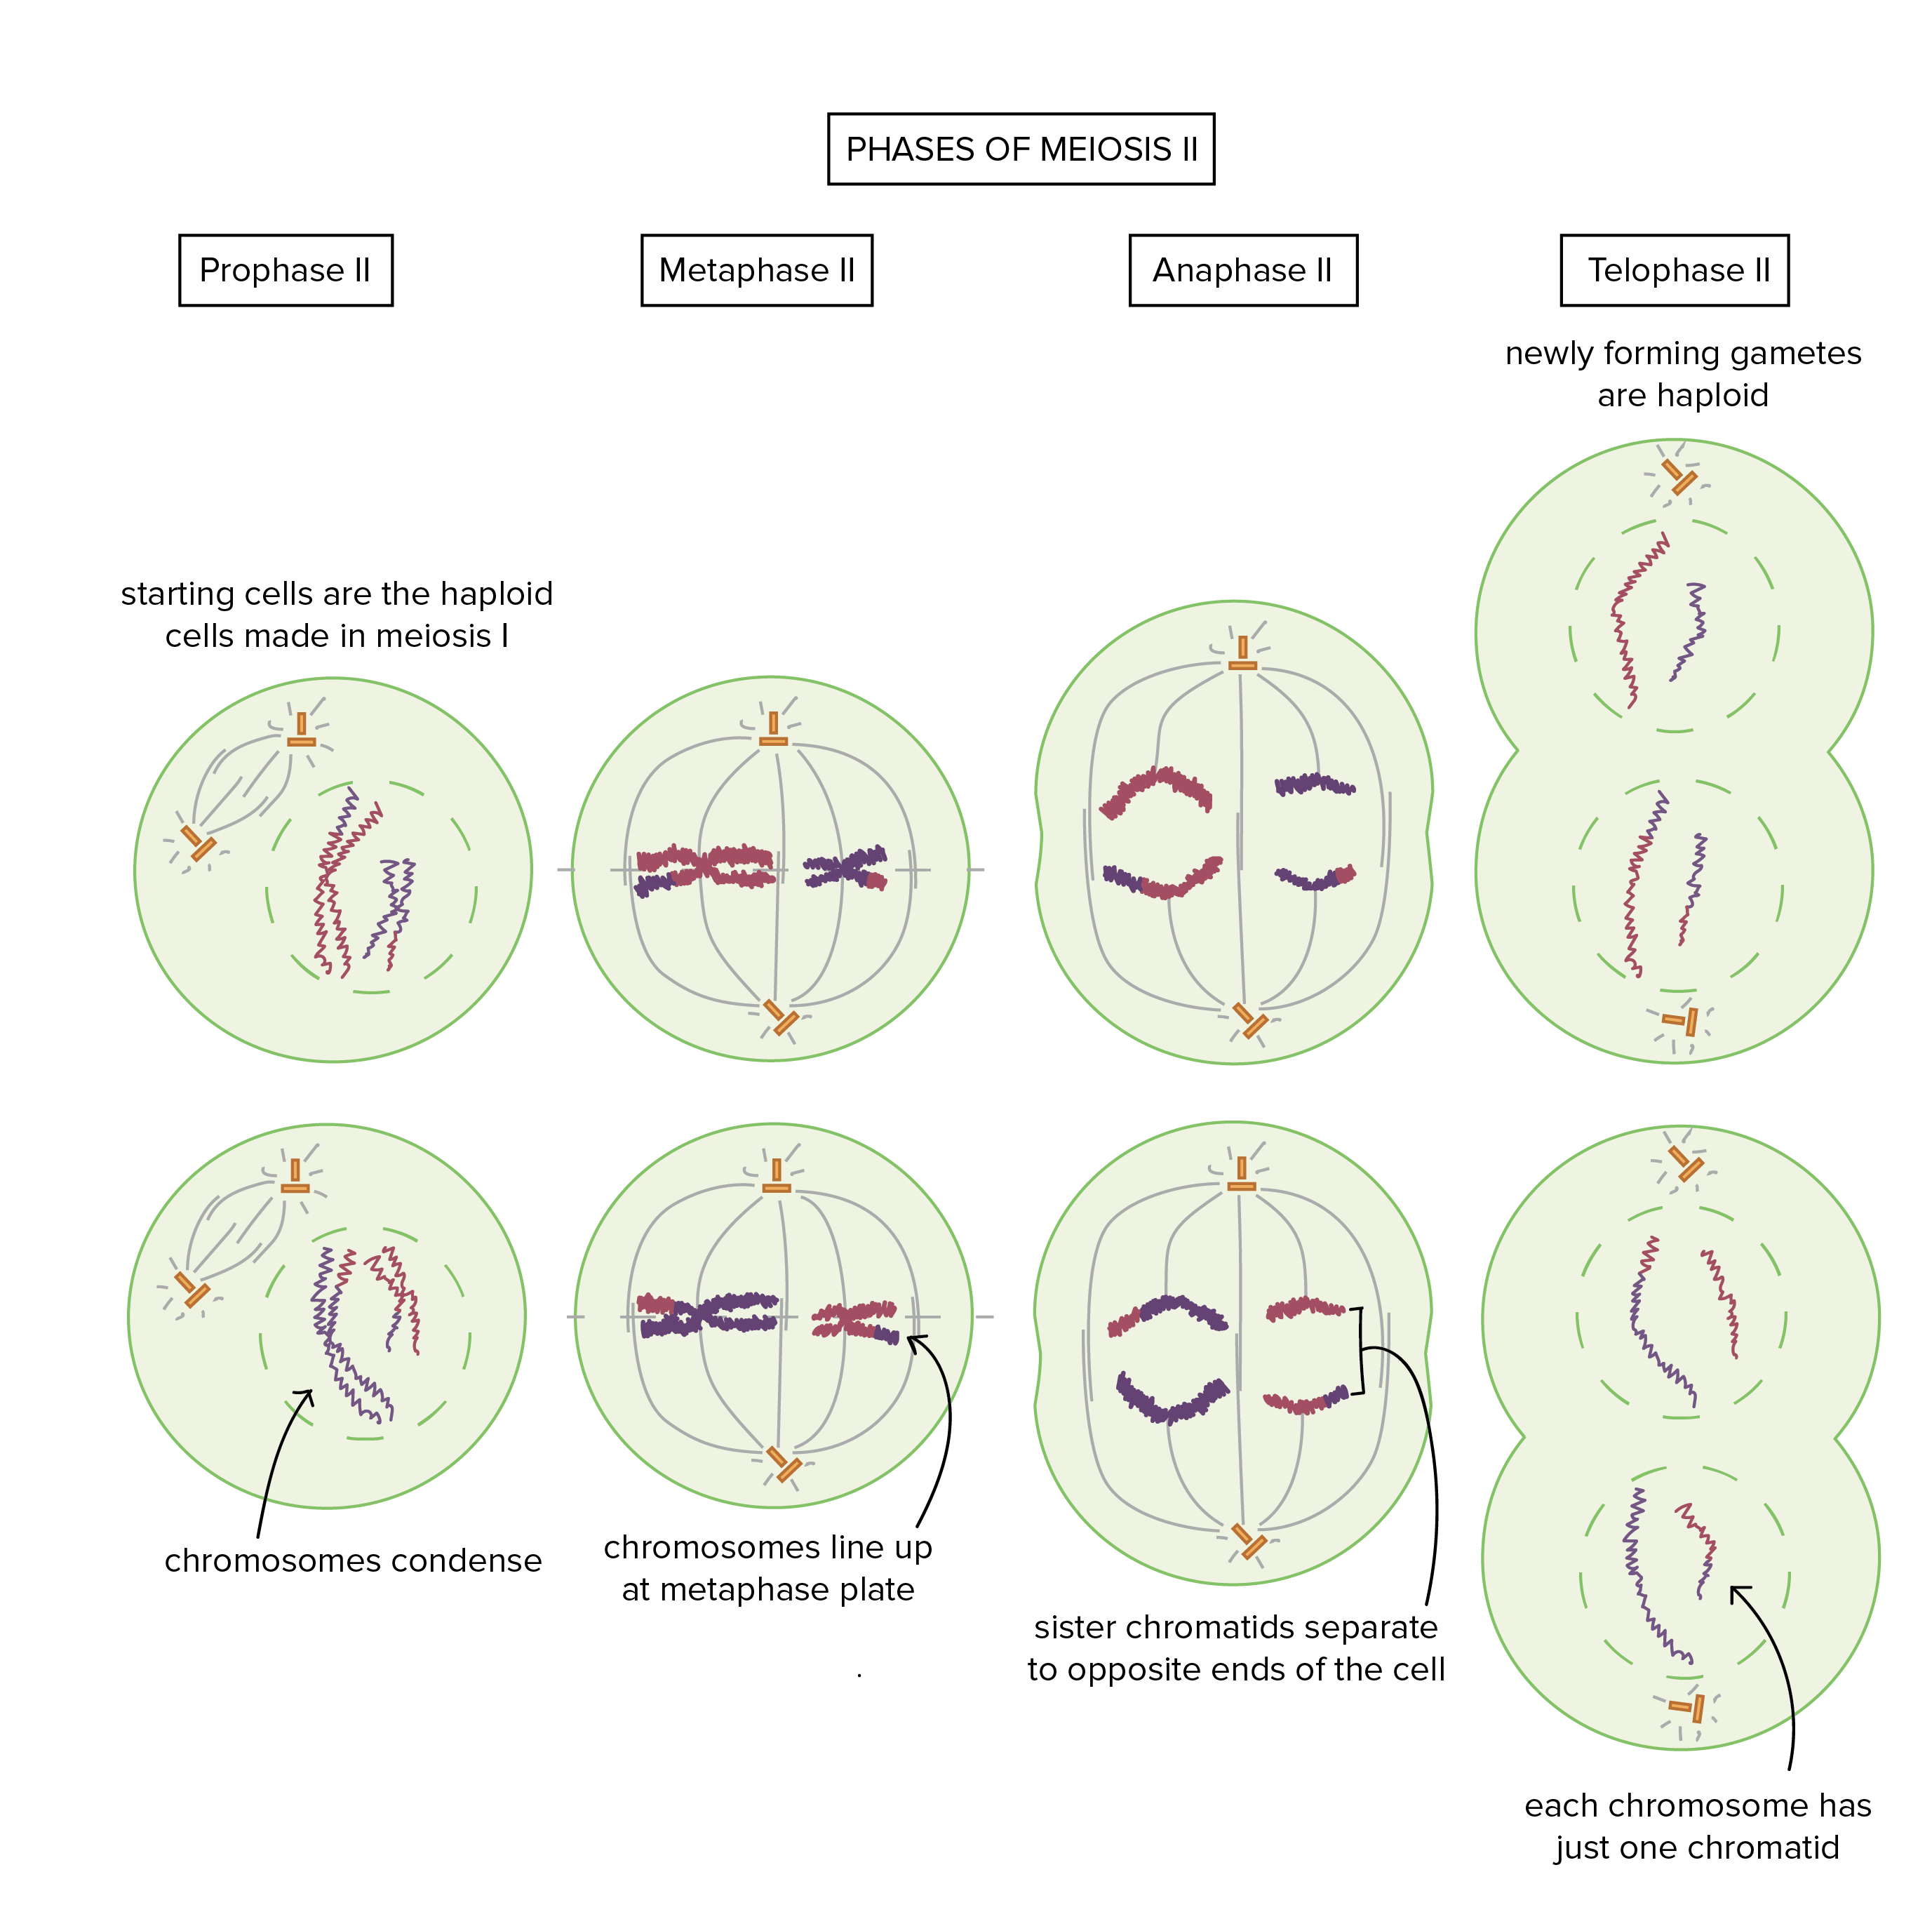 PHASES OF MEIOSIS II
Prophase II
Metaphase II
Anaphase II
Telophase II
newly forming gametes
are haploid
starting cells are the haploid
cells made in meiosis I
chromosomes condense
chromosomes line up
at metaphase plate
sister chromatids separate
to opposite ends of the cell
each chromosome has
just one chromatid